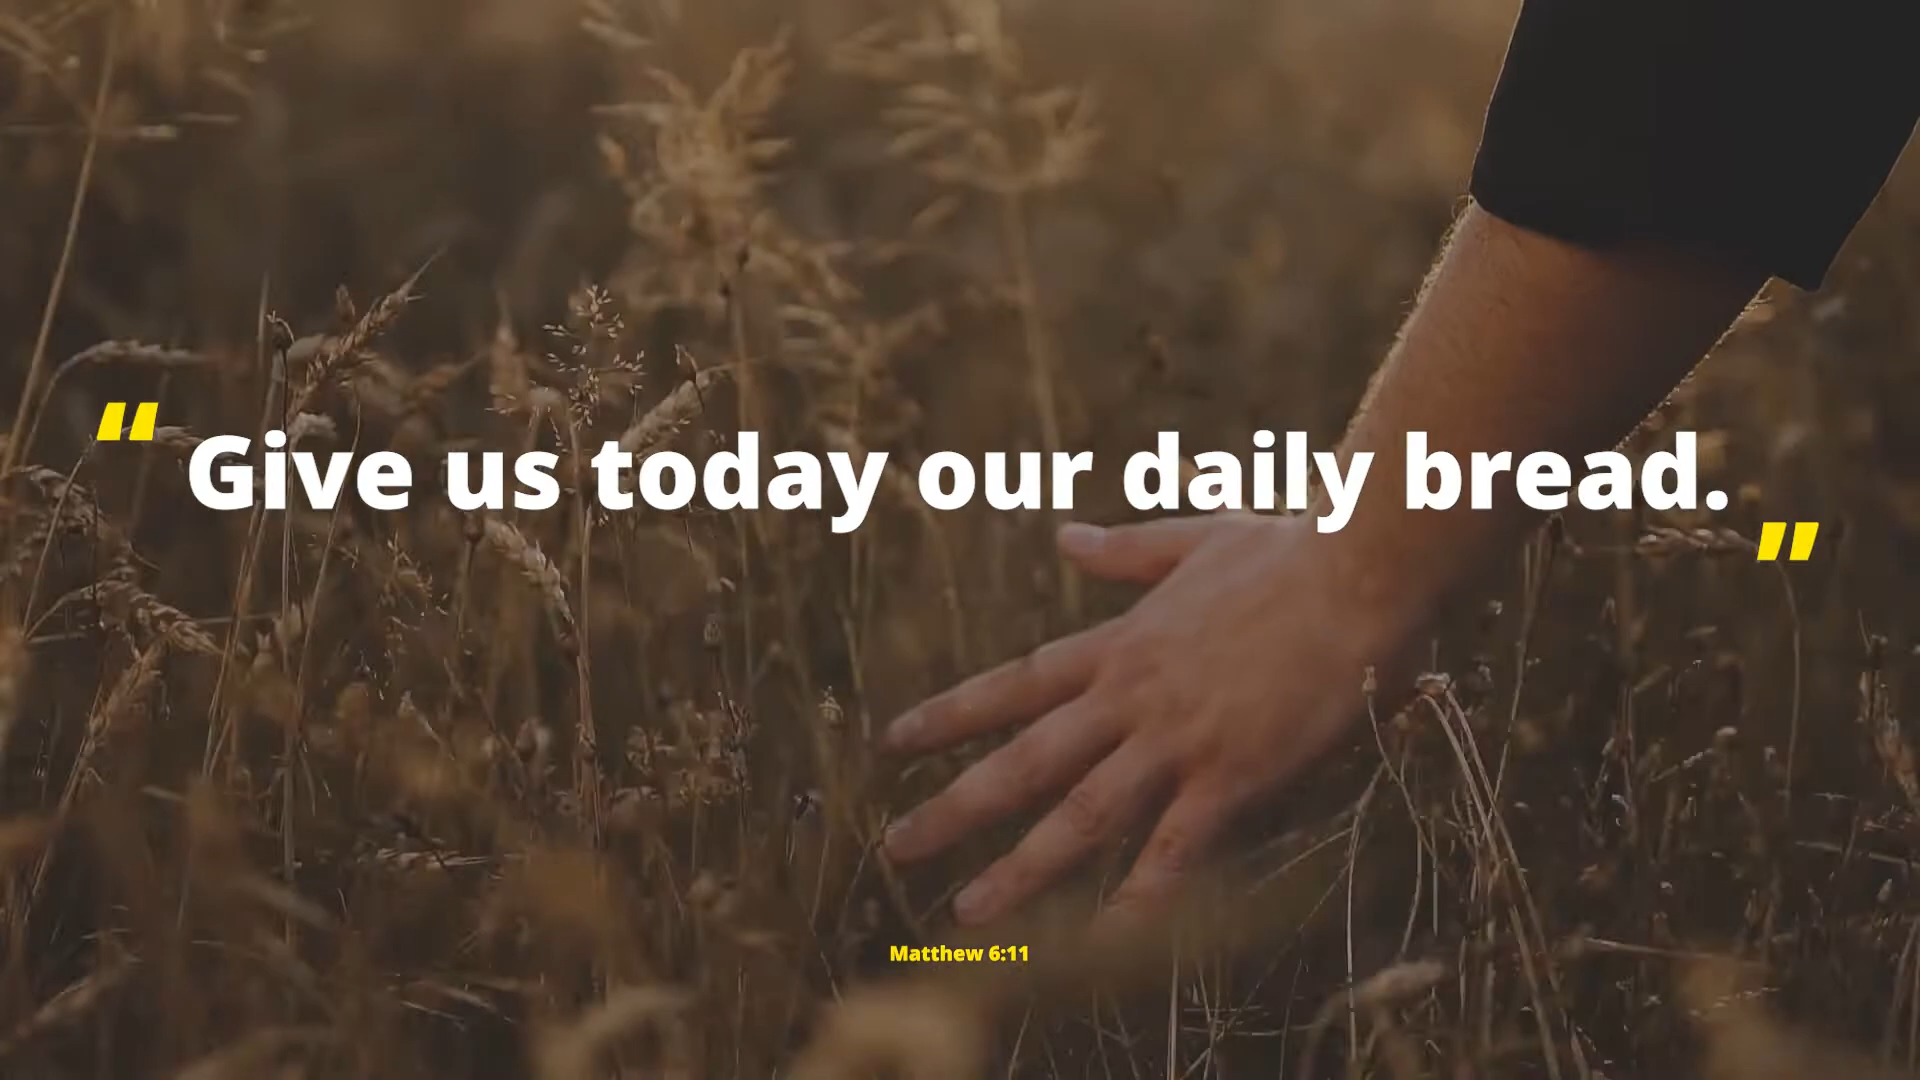 “ Give us today our daily bread. ”
Matthew 6:11